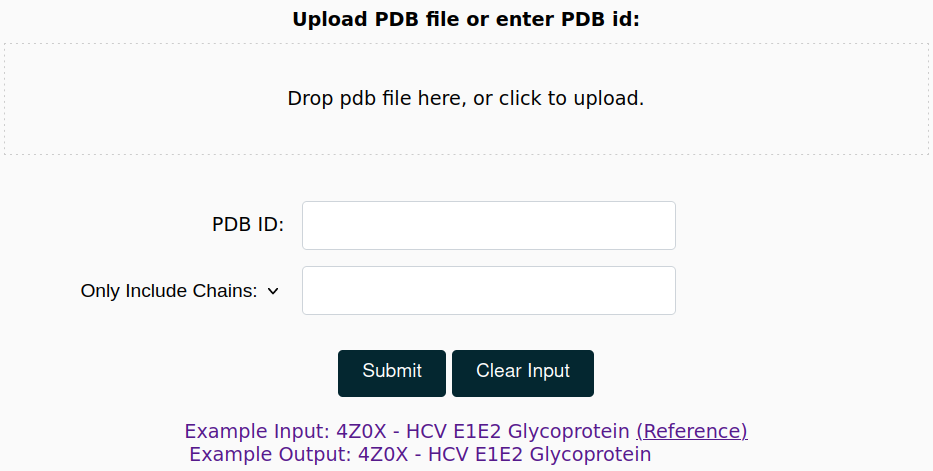 Upload PDB file or enter PDB id:
Drop pdb file here, or click to upload.
PDB ID:
Only Include Chains:
Submit Clear Input
Example Input: 4Z0X - HCV E1E2 Glycoprotein (Reference)
Example Output: 4Z0X - HCV E1E2 Glycoprotein